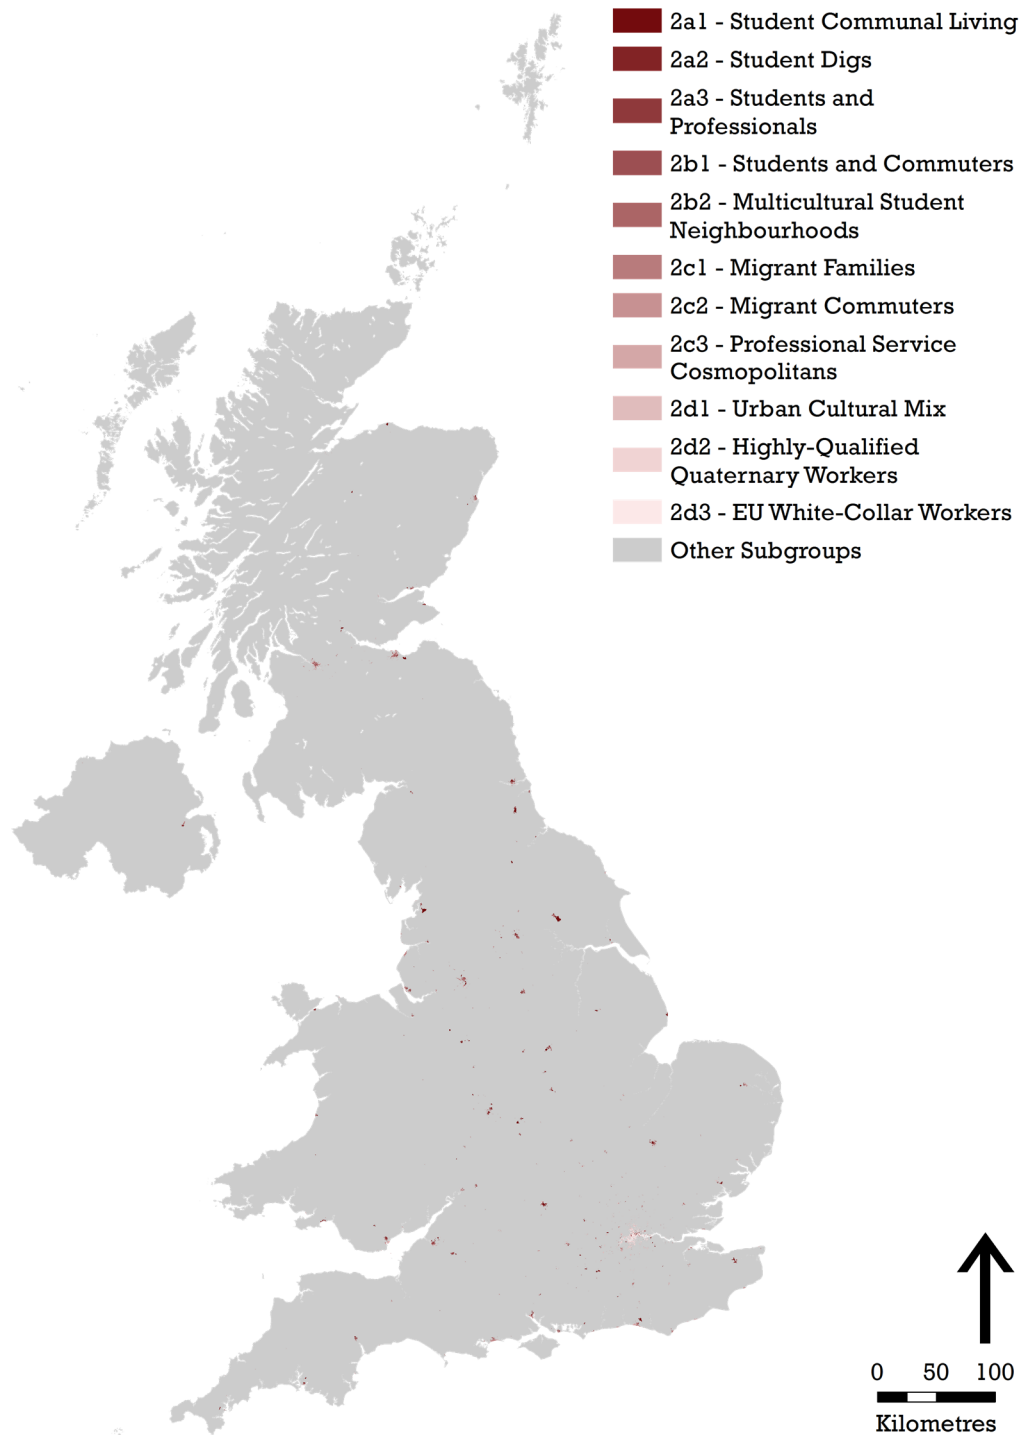 2a1 - Student Communal Living
2a2 - Student Digs
2a3 - Students and
Professionals
2b1 - Students and Commuters
2b2 - Multicultural Student
Neighbourhoods
2c1 - Migrant Families
2c2 - Migrant Commuters
2c3 - Professional Service
Cosmopolitans
2d1 - Urban Cultural Mix
2d2 - Highly-Qualified
Quaternary Workers
2d3 - EU White-Collar Workers
Other Subgroups
0 50 100
Kilometres